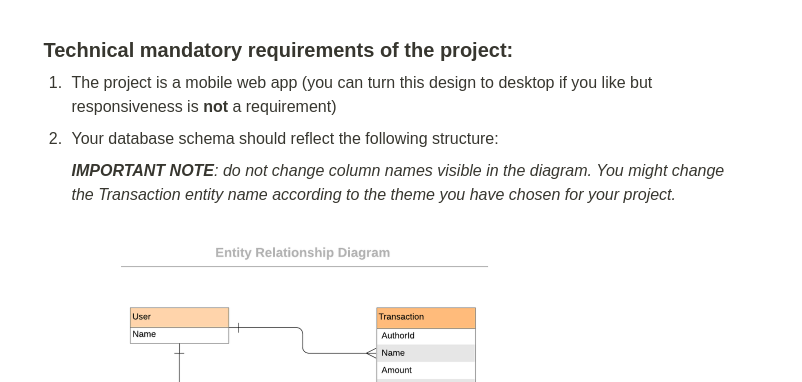 Technical mandatory requirements of the project:
1. The project is a mobile web app (you can turn this design to desktop if you like but
responsiveness is not a requirement)
2. Your database schema should reflect the following structure:
IMPORTANT NOTE: do not change column names visible in the diagram. You might change
the Transaction entity name according to the theme you have chosen for your project.
Entity Relationship Diagram
User
Name
Transaction
AuthorId
Name
Amount